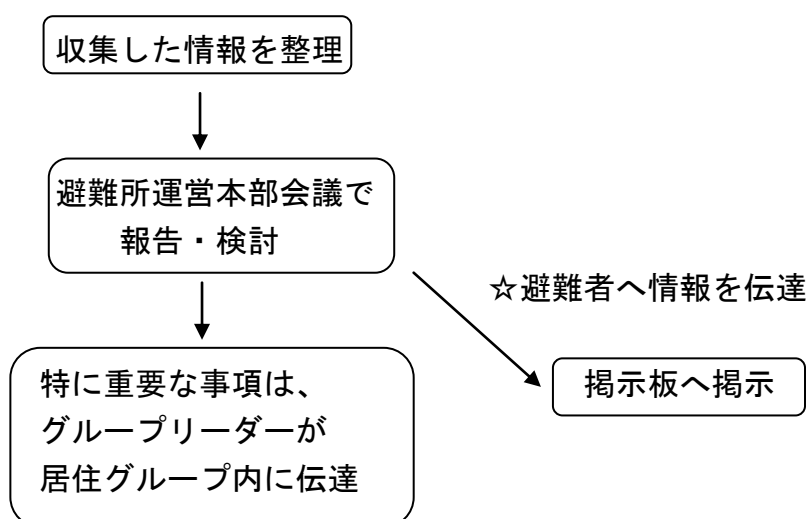 収集した情報を整理
避難所運営本部会議で
報告・検討
☆避難者へ情報を伝達
特に重要な事項は、
グループリーダーが
居住グループ内に伝達
掲示板へ掲示